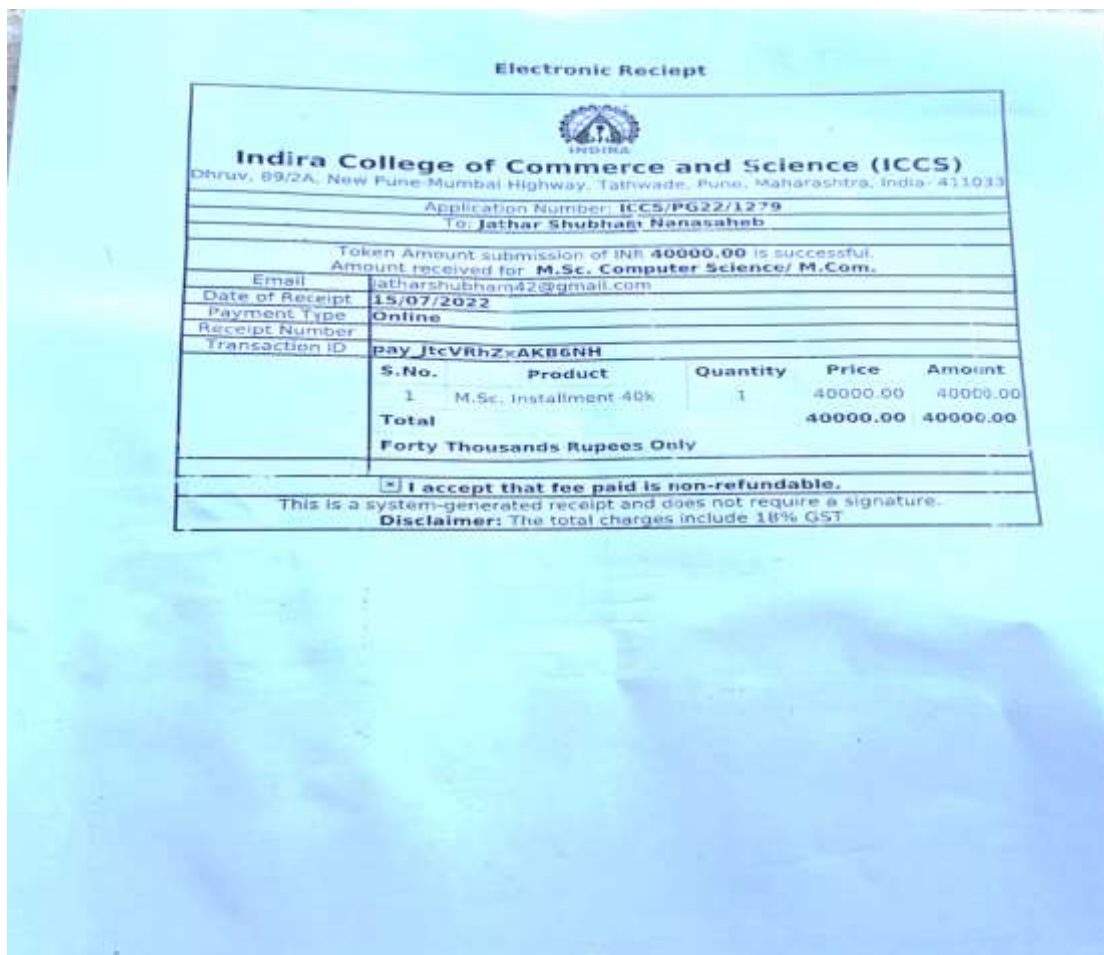 Electronic Reciept
INDIRA
Indira College of Commerce and Science (ICCS)
Dhruv, 89/2A, New Pune-Mumbai Highway, Tathwade, Pune, Maharashtra, India- 411033
Application Number: ICCS/PG22/1279
To: Jathar Shubham Nanasaheb
Token Amount submission of INR 40000.00 is successful.
Amount received for M.Sc. Computer Science/ M.Com.
Email jatharshubham42@gmail.com
Date of Receipt 15/07/2022
Payment Type Online
Receipt Number
Transaction ID pay_JtcVRhZxAKB6NH
S.No. Product Quantity Price Amount
1 M.Sc. Installment 40k 1 40000.00 40000.00
Total 40000.00 40000.00
Forty Thousands Rupees Only
I accept that fee paid is non-refundable.
This is a system-generated receipt and does not require a signature.
Disclaimer: The total charges include 18% GST